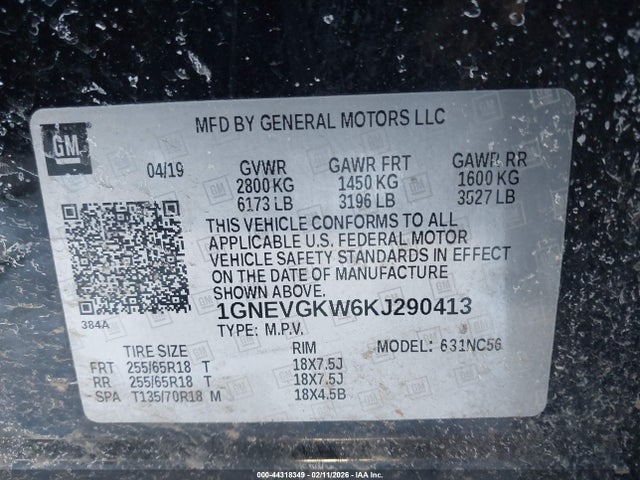 MFD BY GENERAL MOTORS LLC
GM
04/19 GVWR GAWR FRT GAWR RR
2800 KG 1450 KG 1600 KG
6173 LB 3196 LB 3527 LB
THIS VEHICLE CONFORMS TO ALL
APPLICABLE U.S. FEDERAL MOTOR
VEHICLE SAFETY STANDARDS IN EFFECT
ON THE DATE OF MANUFACTURE
SHOWN ABOVE.
384A
1GNEVGKW6KJ290413
TYPE: M.P.V.
TIRE SIZE RIM MODEL: 631NC56
FRT 255/65R18 T 18X7.5J
RR 255/65R18 T 18X7.5J
SPA T135/70R18 M 18X4.5B
000-44318349 - 02/11/2026 - IAAI.COM